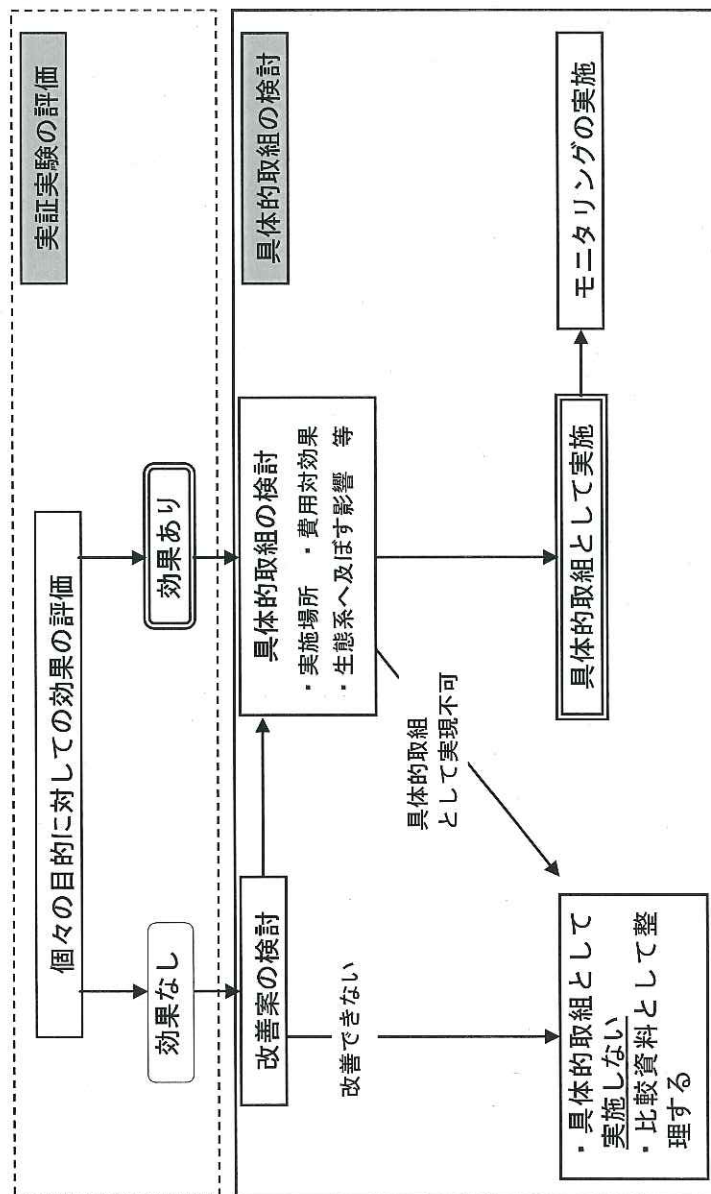 実証実験の評価
個々の目的に対しての効果の評価
効果なし
効果あり
具体的取組の検討
改善案の検討
具体的取組の検討
・実施場所 ・費用対効果
・生態系へ及ぼす影響 等
改善できない
具体的取組
として実現不可
・具体的取組として
実施しない
・比較資料として整
理する
具体的取組として実施
モニタリングの実施